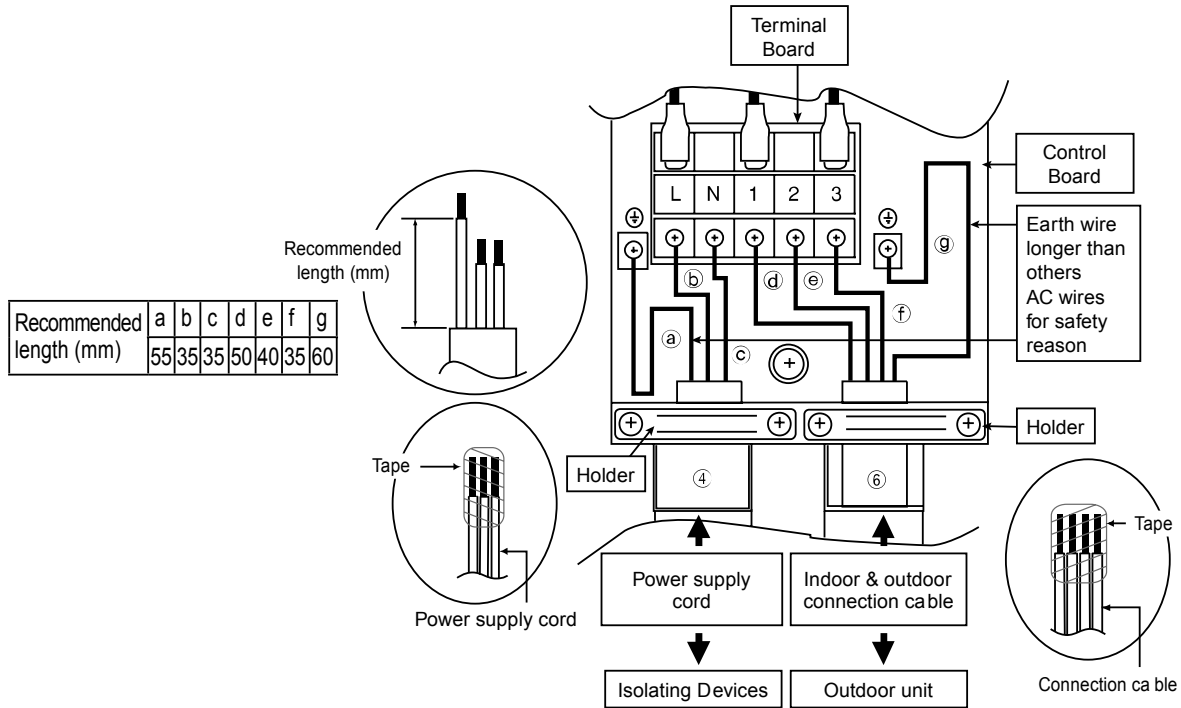 Terminal
Board
Control
Board
L N 1 2 3
Earth wire
longer than
others
AC wires
for safety
reason
Recommended
length (mm)
Recommended a b c d e f g
length (mm) 55 35 35 50 40 35 60
ⓑ ⓓ ⓔ ⓖ
ⓐ ⓒ ⓕ
Holder
Holder
Tape
Power supply cord
④ ⑥
Tape
Connection ca ble
Power supply
cord
Indoor & outdoor
connection cable
Isolating Devices
Outdoor unit